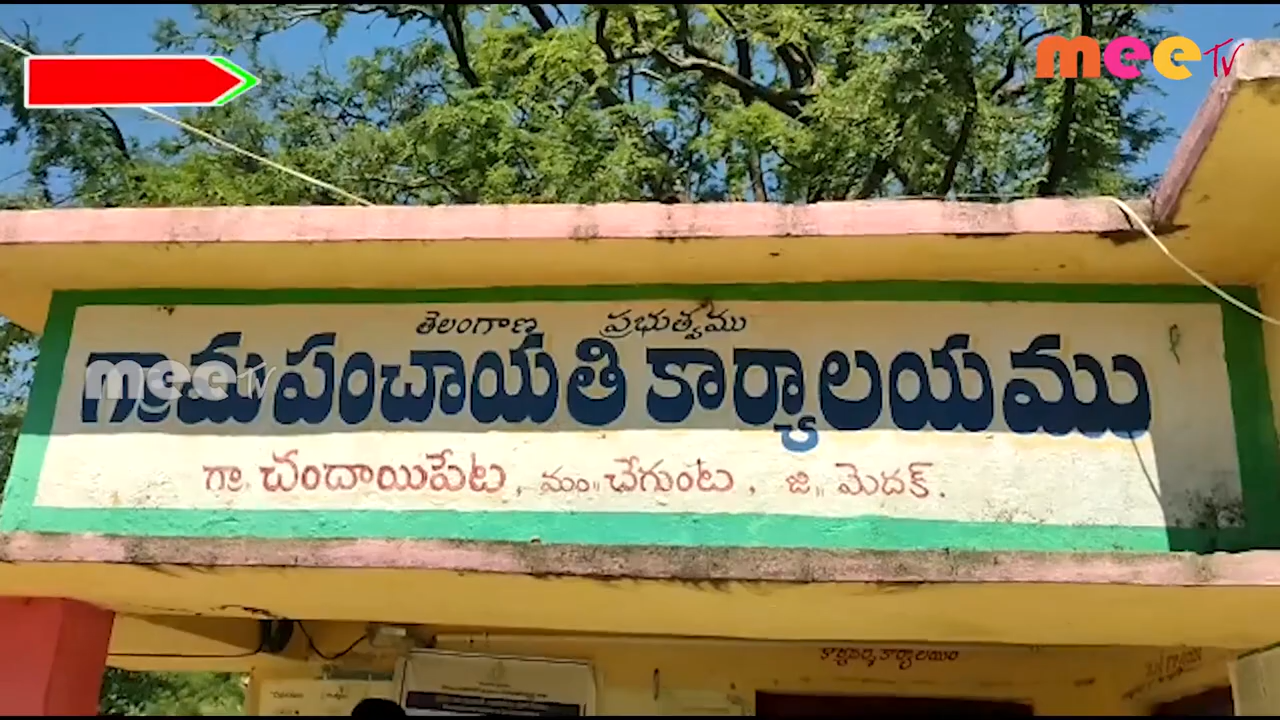 mee TV
తెలంగాణ ప్రభుత్వము
గ్రామ పంచాయతి కార్యాలయము
mee TV
గ్రా. చందాయిపేట, మం॥ చేగుంట, జి॥ మెదక్.